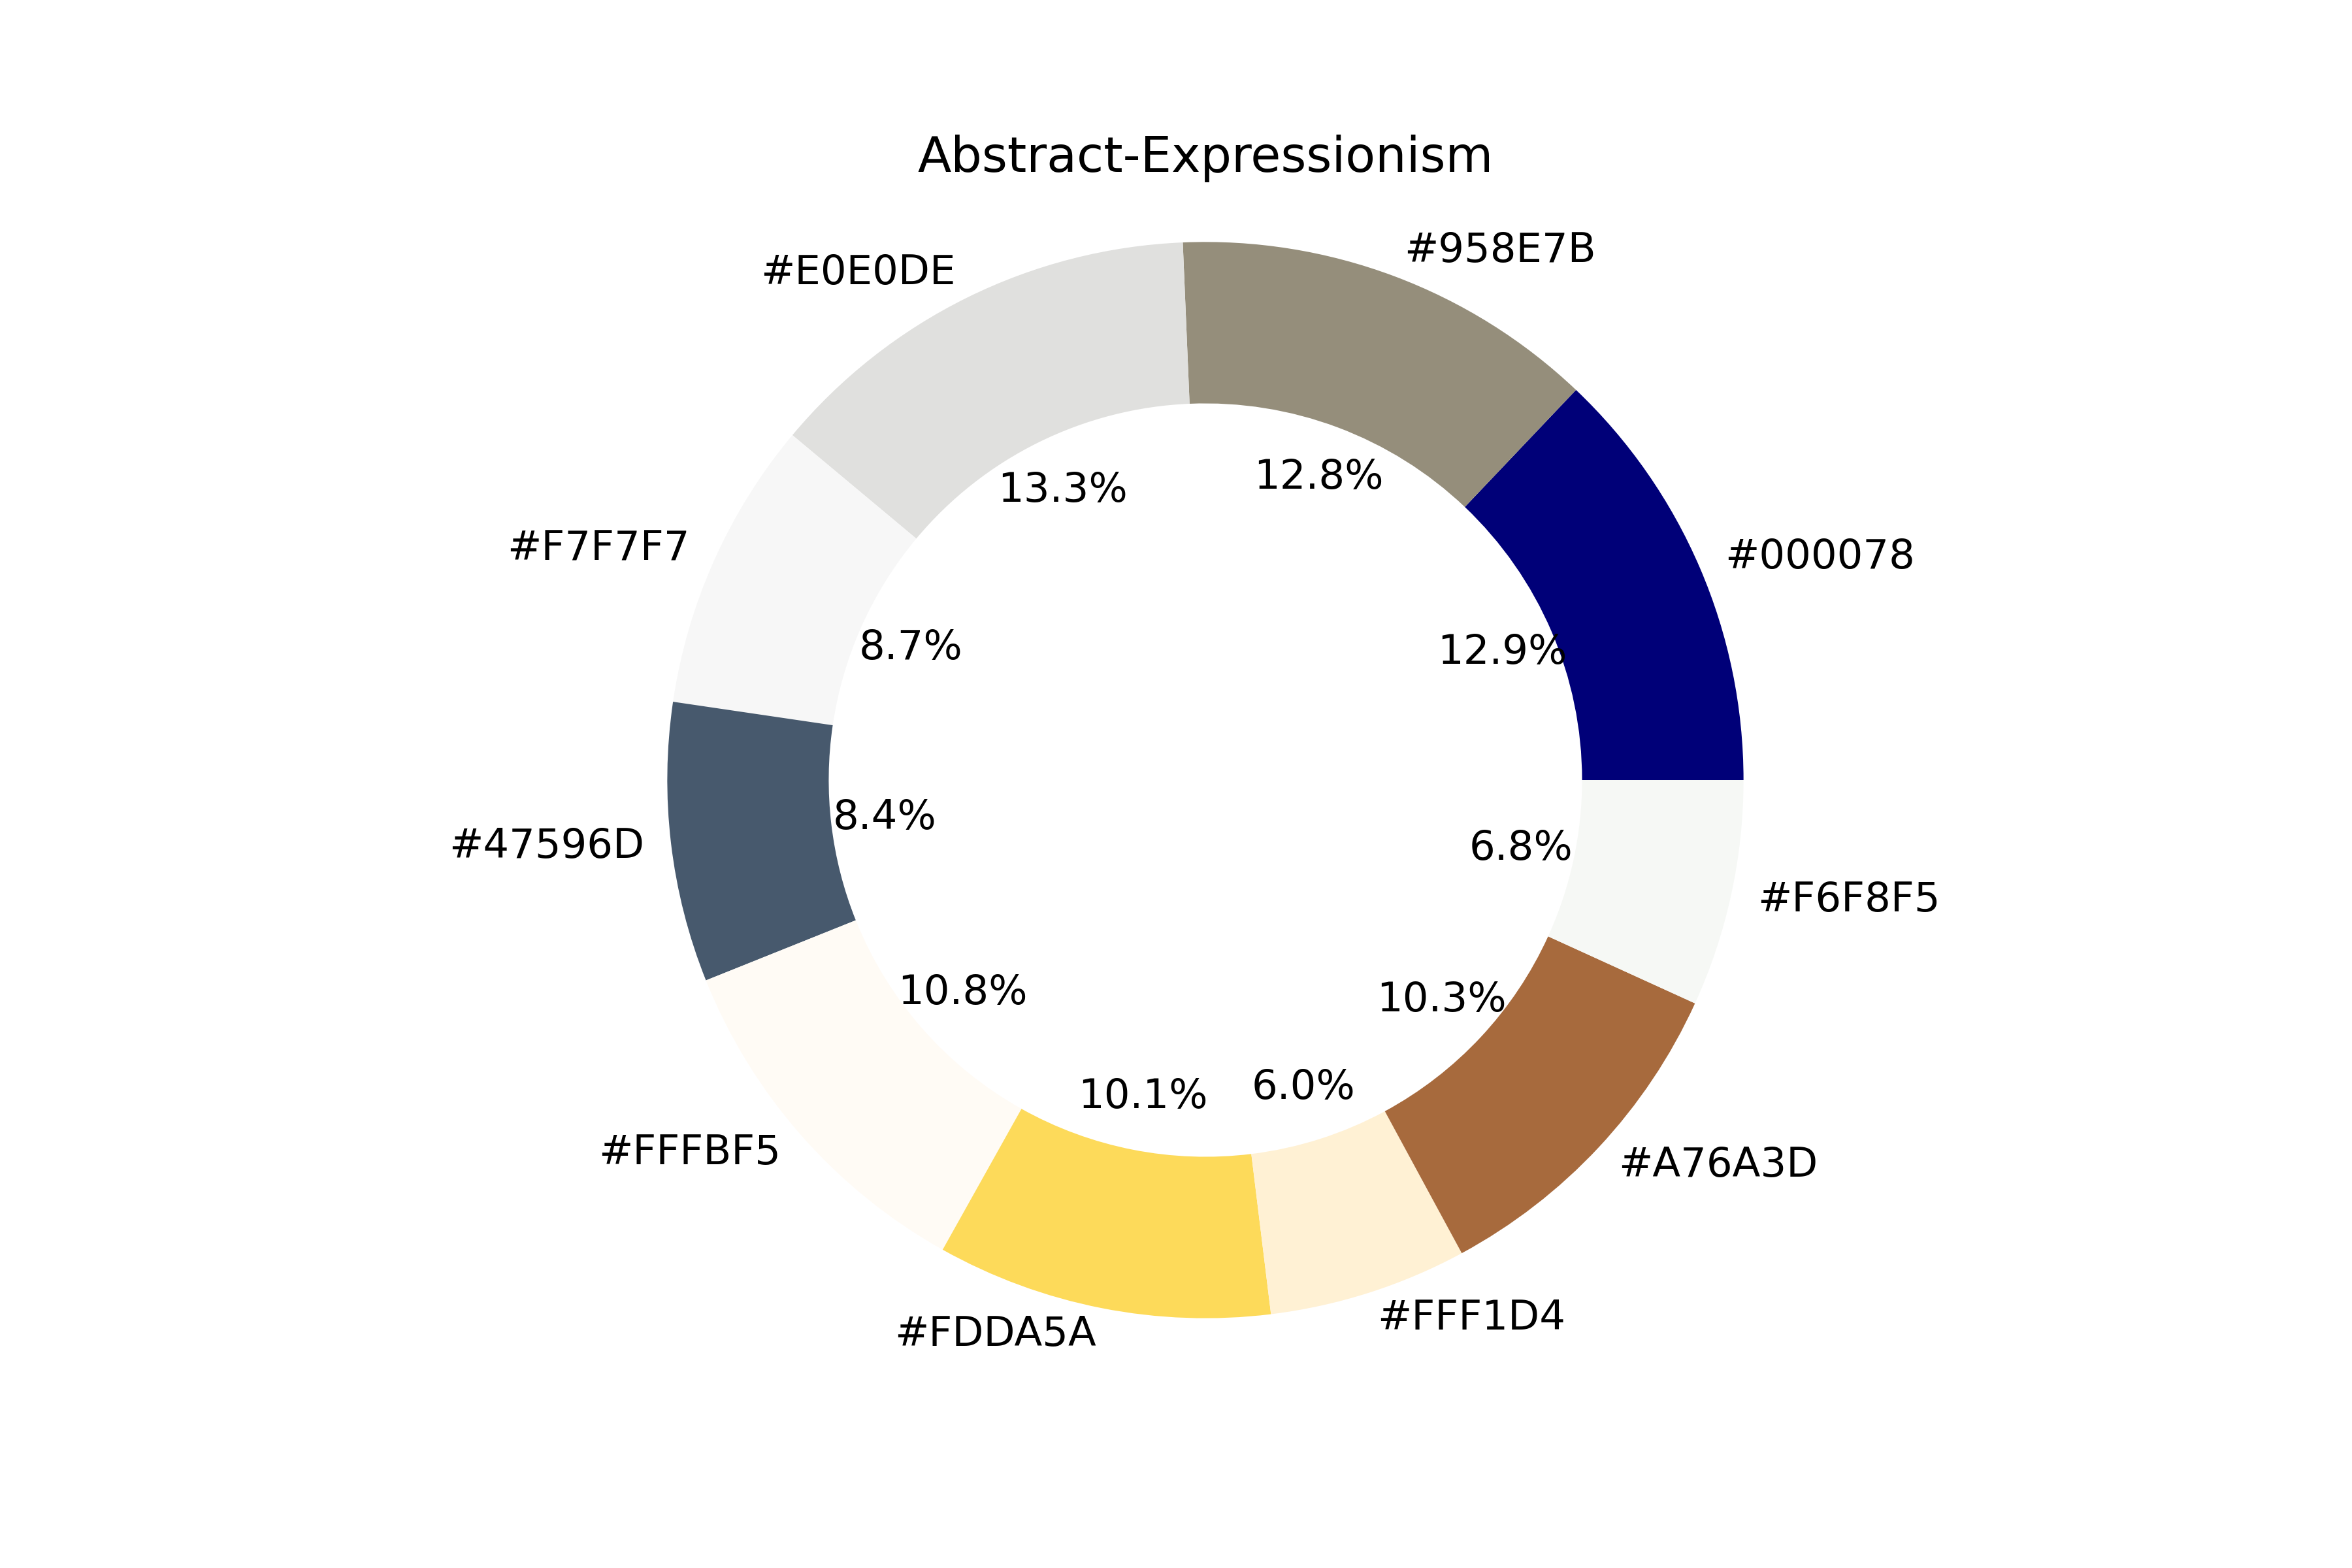 Abstract-Expressionism
#958E7B
#E0E0DE
12.8%
13.3%
#F7F7F7
#000078
8.7%
12.9%
8.4%
#47596D
6.8%
#F6F8F5
10.8%
10.3%
10.1%
6.0%
#FFFBF5
#A76A3D
#FDDA5A
#FFF1D4